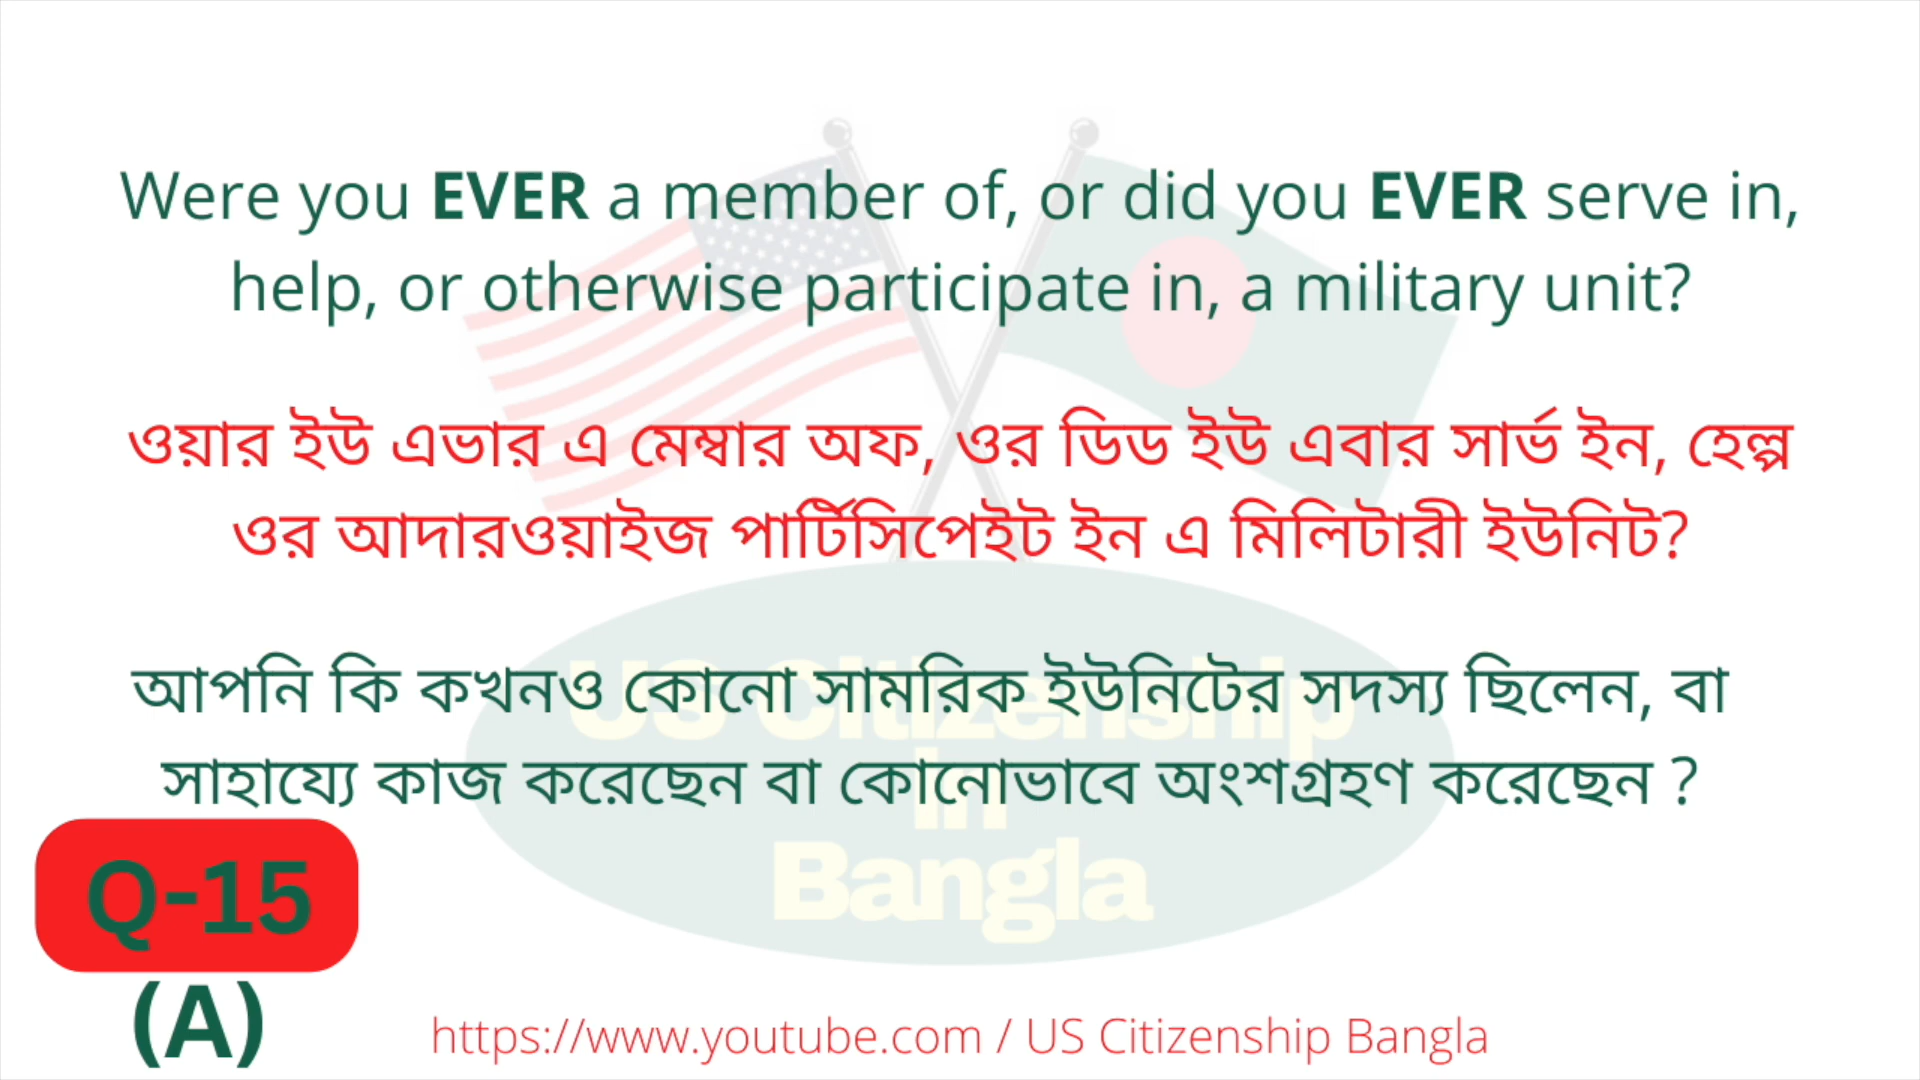 Were you EVER a member of, or did you EVER serve in,
help, or otherwise participate in, a military unit?
ওয়ার ইউ এভার এ মেম্বার অফ, ওর ডিড ইউ এবার সার্ভ ইন, হেল্প
ওর আদারওয়াইজ পার্টিসিপেইট ইন এ মিলিটারী ইউনিট?
আপনি কি কখনও কোনো সামরিক ইউনিটের সদস্য ছিলেন, বা
সাহায্যে কাজ করেছেন বা কোনোভাবে অংশগ্রহণ করেছেন ?
US Citizenship
in
Bangla
Q-15
(A)
https://www.youtube.com / US Citizenship Bangla